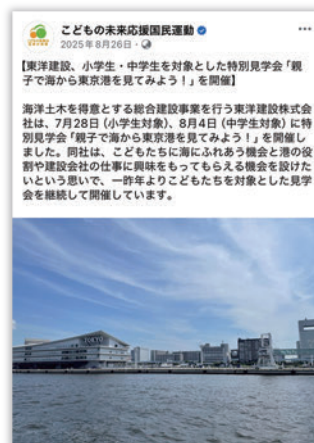 こどもの未来応援国民運動
2025年8月26日
【東洋建設、小学生・中学生を対象とした特別見学会「親
子で海から東京港を見てみよう！」を開催】
海洋土木を得意とする総合建設事業を行う東洋建設株式会
社は、7月28日（小学生対象）、8月4日（中学生対象）に特
別見学会「親子で海から東京港を見てみよう！」を開催し
ました。同社は、こどもたちに海にふれあう機会と港の役
割や建設会社の仕事に興味をもってもらえる機会を設けた
いという思いで、一昨年よりこどもたちを対象とした見学
会を継続して開催しています。
TOKYO